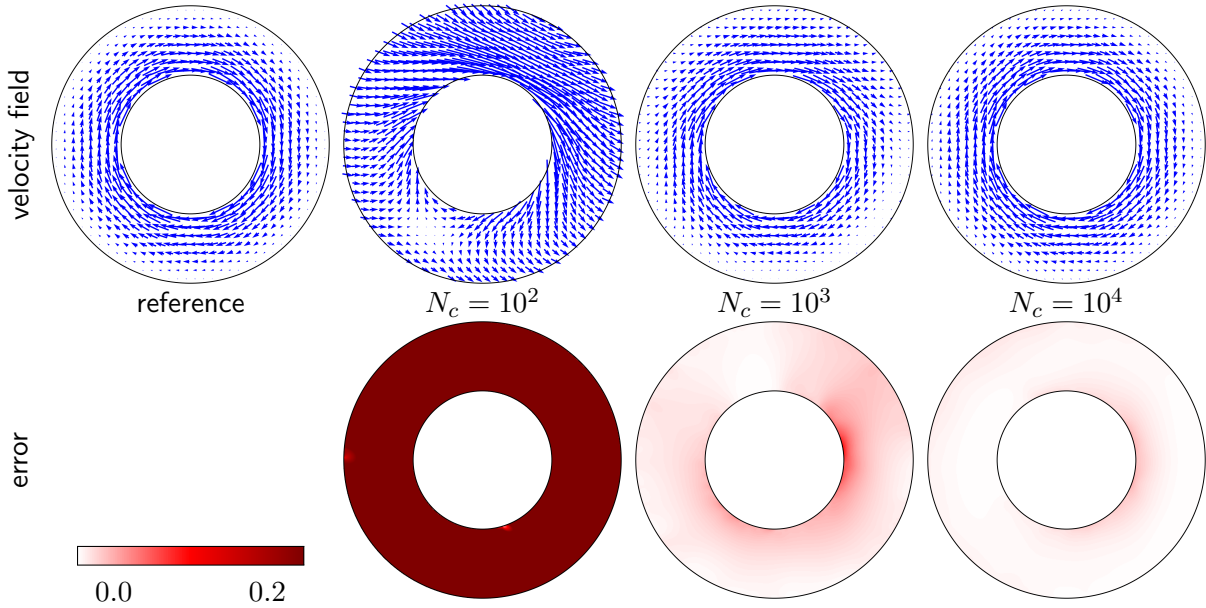 velocity field
reference
N_c = 10^2
N_c = 10^3
N_c = 10^4
error
0.0 0.2